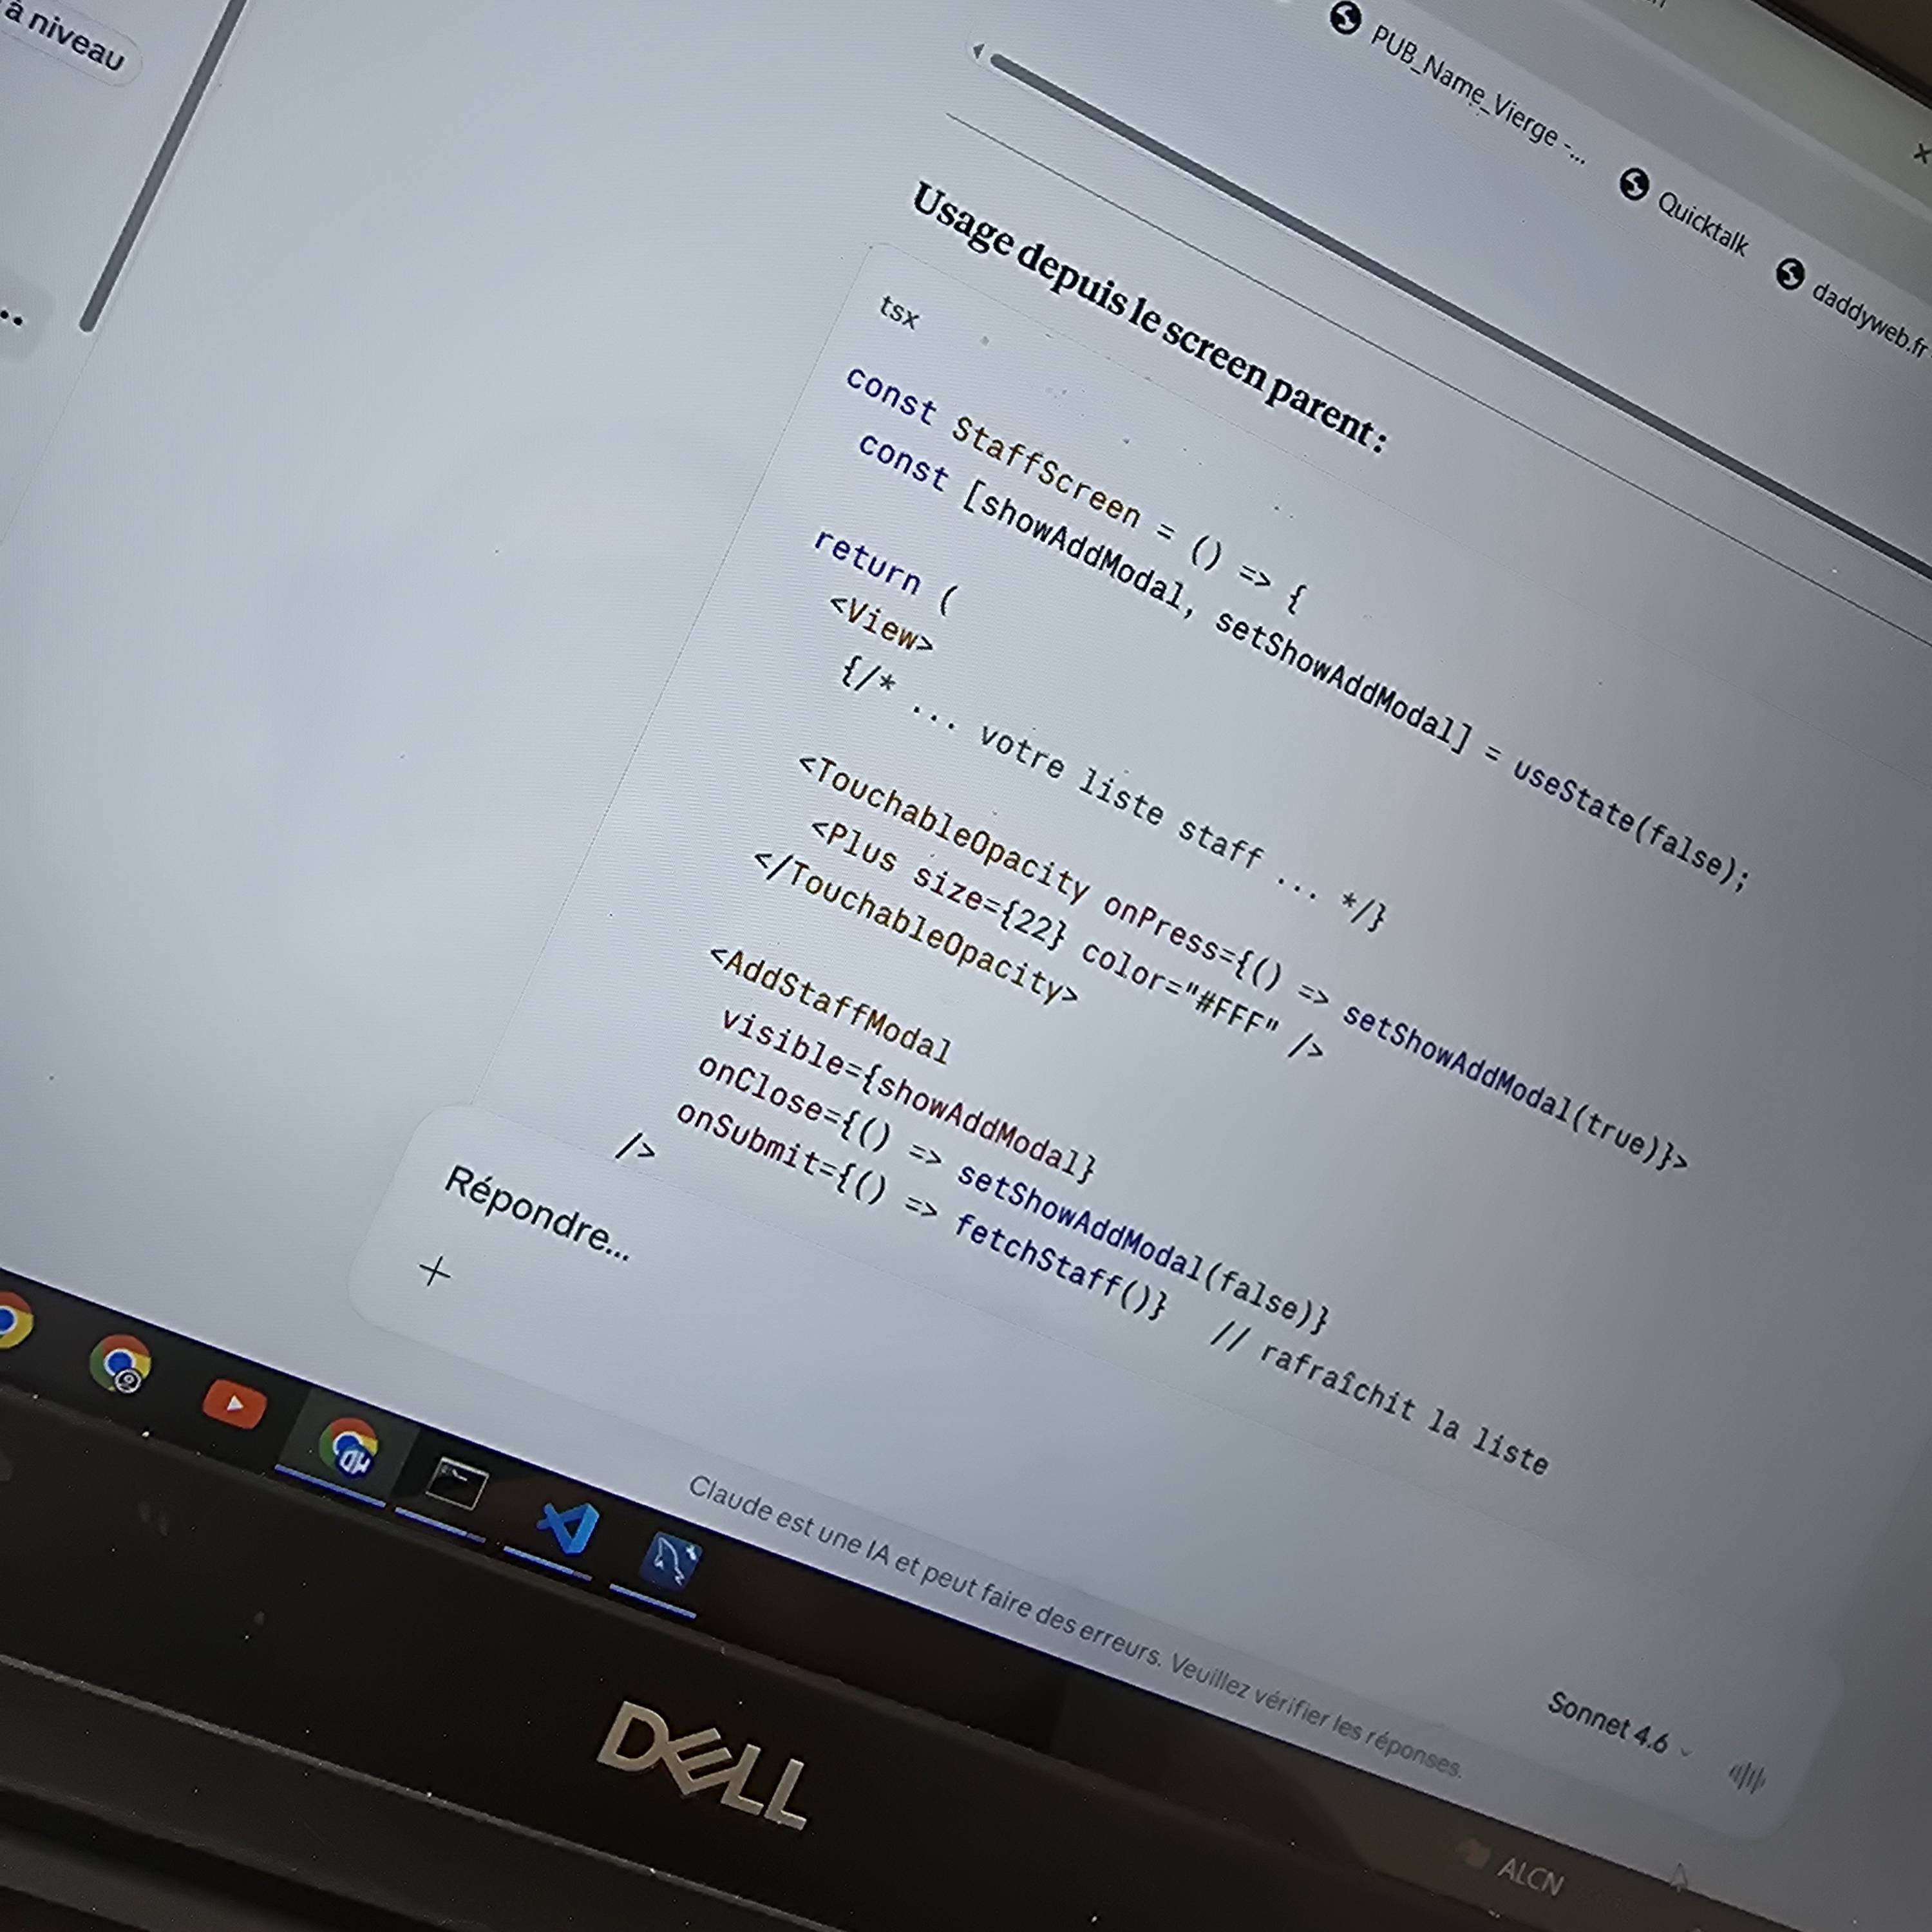 à niveau
PUB_Name_Vierge -...
Quicktalk
daddyweb.fr
Usage depuis le screen parent :
tsx
const StaffScreen = () => {
const [showAddModal, setShowAddModal] = useState(false);
return (
<View>
{/* ... votre liste staff ... */}
<TouchableOpacity onPress={() => setShowAddModal(true)}>
<Plus size={22} color="#FFF" />
</TouchableOpacity>
<AddStaffModal
visible={showAddModal}
onClose={() => setShowAddModal(false)}
onSubmit={() => fetchStaff()} // rafraîchit la liste
/>
Répondre...
Sonnet 4.6
Claude est une IA et peut faire des erreurs. Veuillez vérifier les réponses.
ALCN
DELL